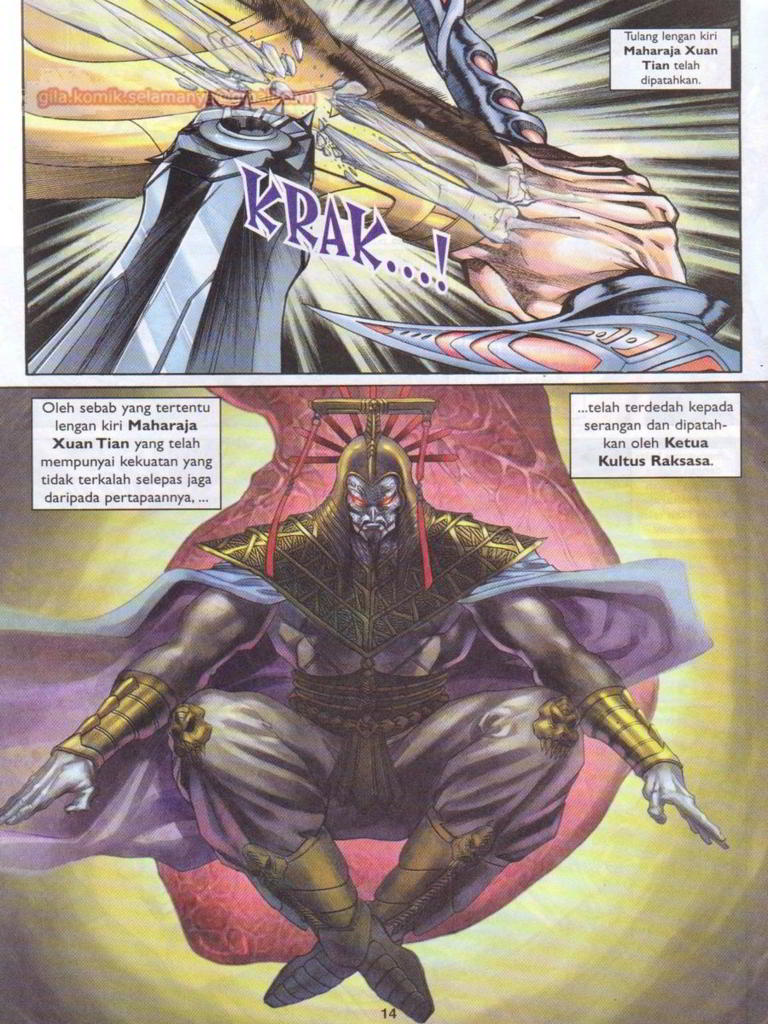 Tulang lengan kiri
Maharaja Xuan
Tian telah
dipatahkan.
KRAK....!
Oleh sebab yang tertentu
lengan kiri Maharaja
Xuan Tian yang telah
mempunyai kekuatan yang
tidak terkalah selepas jaga
daripada pertapaannya, ...
...telah terdedah kepada
serangan dan dipatah-
kan oleh Ketua
Kultus Raksasa.
14